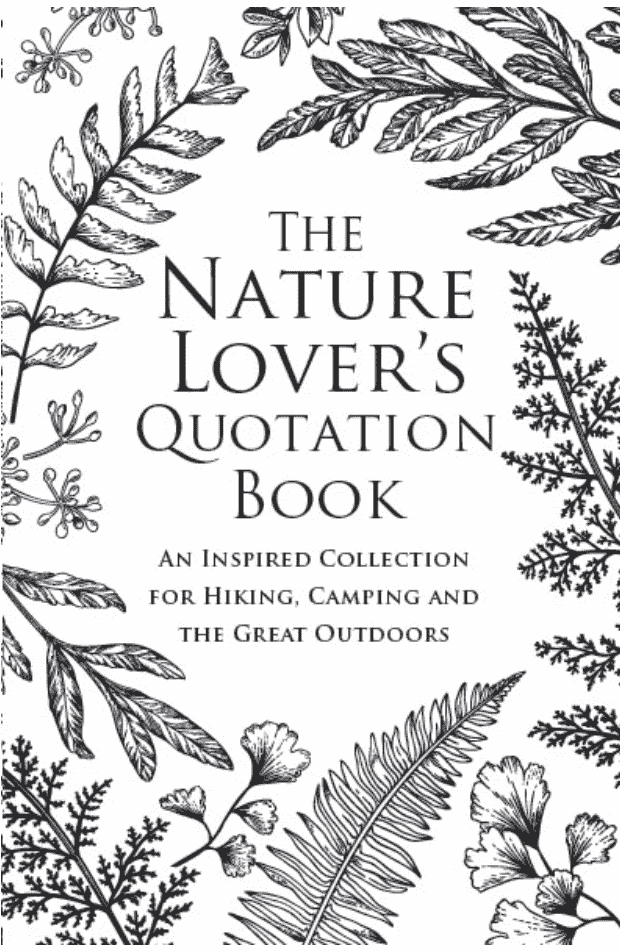 The
Nature
Lover's
Quotation
Book
An Inspired Collection
for Hiking, Camping and
the Great Outdoors